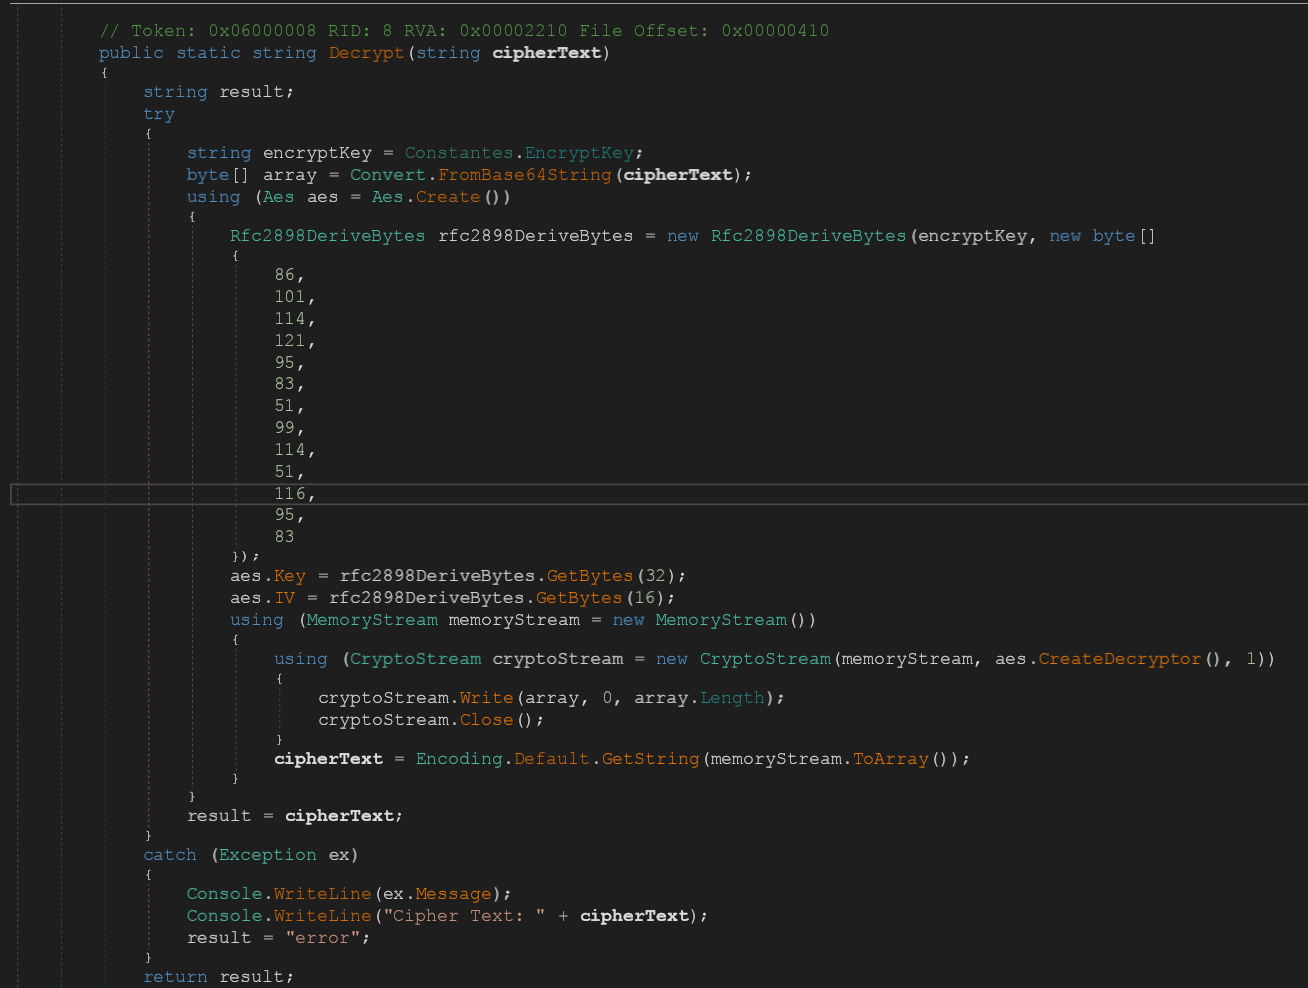 // Token: 0x06000008 RID: 8 RVA: 0x00002210 File Offset: 0x00000410
public static string Decrypt(string cipherText)
{
    string result;
    try
    {
        string encryptKey = Constantes.EncryptKey;
        byte[] array = Convert.FromBase64String(cipherText);
        using (Aes aes = Aes.Create())
        {
            Rfc2898DeriveBytes rfc2898DeriveBytes = new Rfc2898DeriveBytes(encryptKey, new byte[]
            {
                86,
                101,
                114,
                121,
                95,
                83,
                51,
                99,
                114,
                51,
                116,
                95,
                83
            });
            aes.Key = rfc2898DeriveBytes.GetBytes(32);
            aes.IV = rfc2898DeriveBytes.GetBytes(16);
            using (MemoryStream memoryStream = new MemoryStream())
            {
                using (CryptoStream cryptoStream = new CryptoStream(memoryStream, aes.CreateDecryptor(), 1))
                {
                    cryptoStream.Write(array, 0, array.Length);
                    cryptoStream.Close();
                }
                cipherText = Encoding.Default.GetString(memoryStream.ToArray());
            }
        }
        result = cipherText;
    }
    catch (Exception ex)
    {
        Console.WriteLine(ex.Message);
        Console.WriteLine("Cipher Text: " + cipherText);
        result = "error";
    }
    return result;